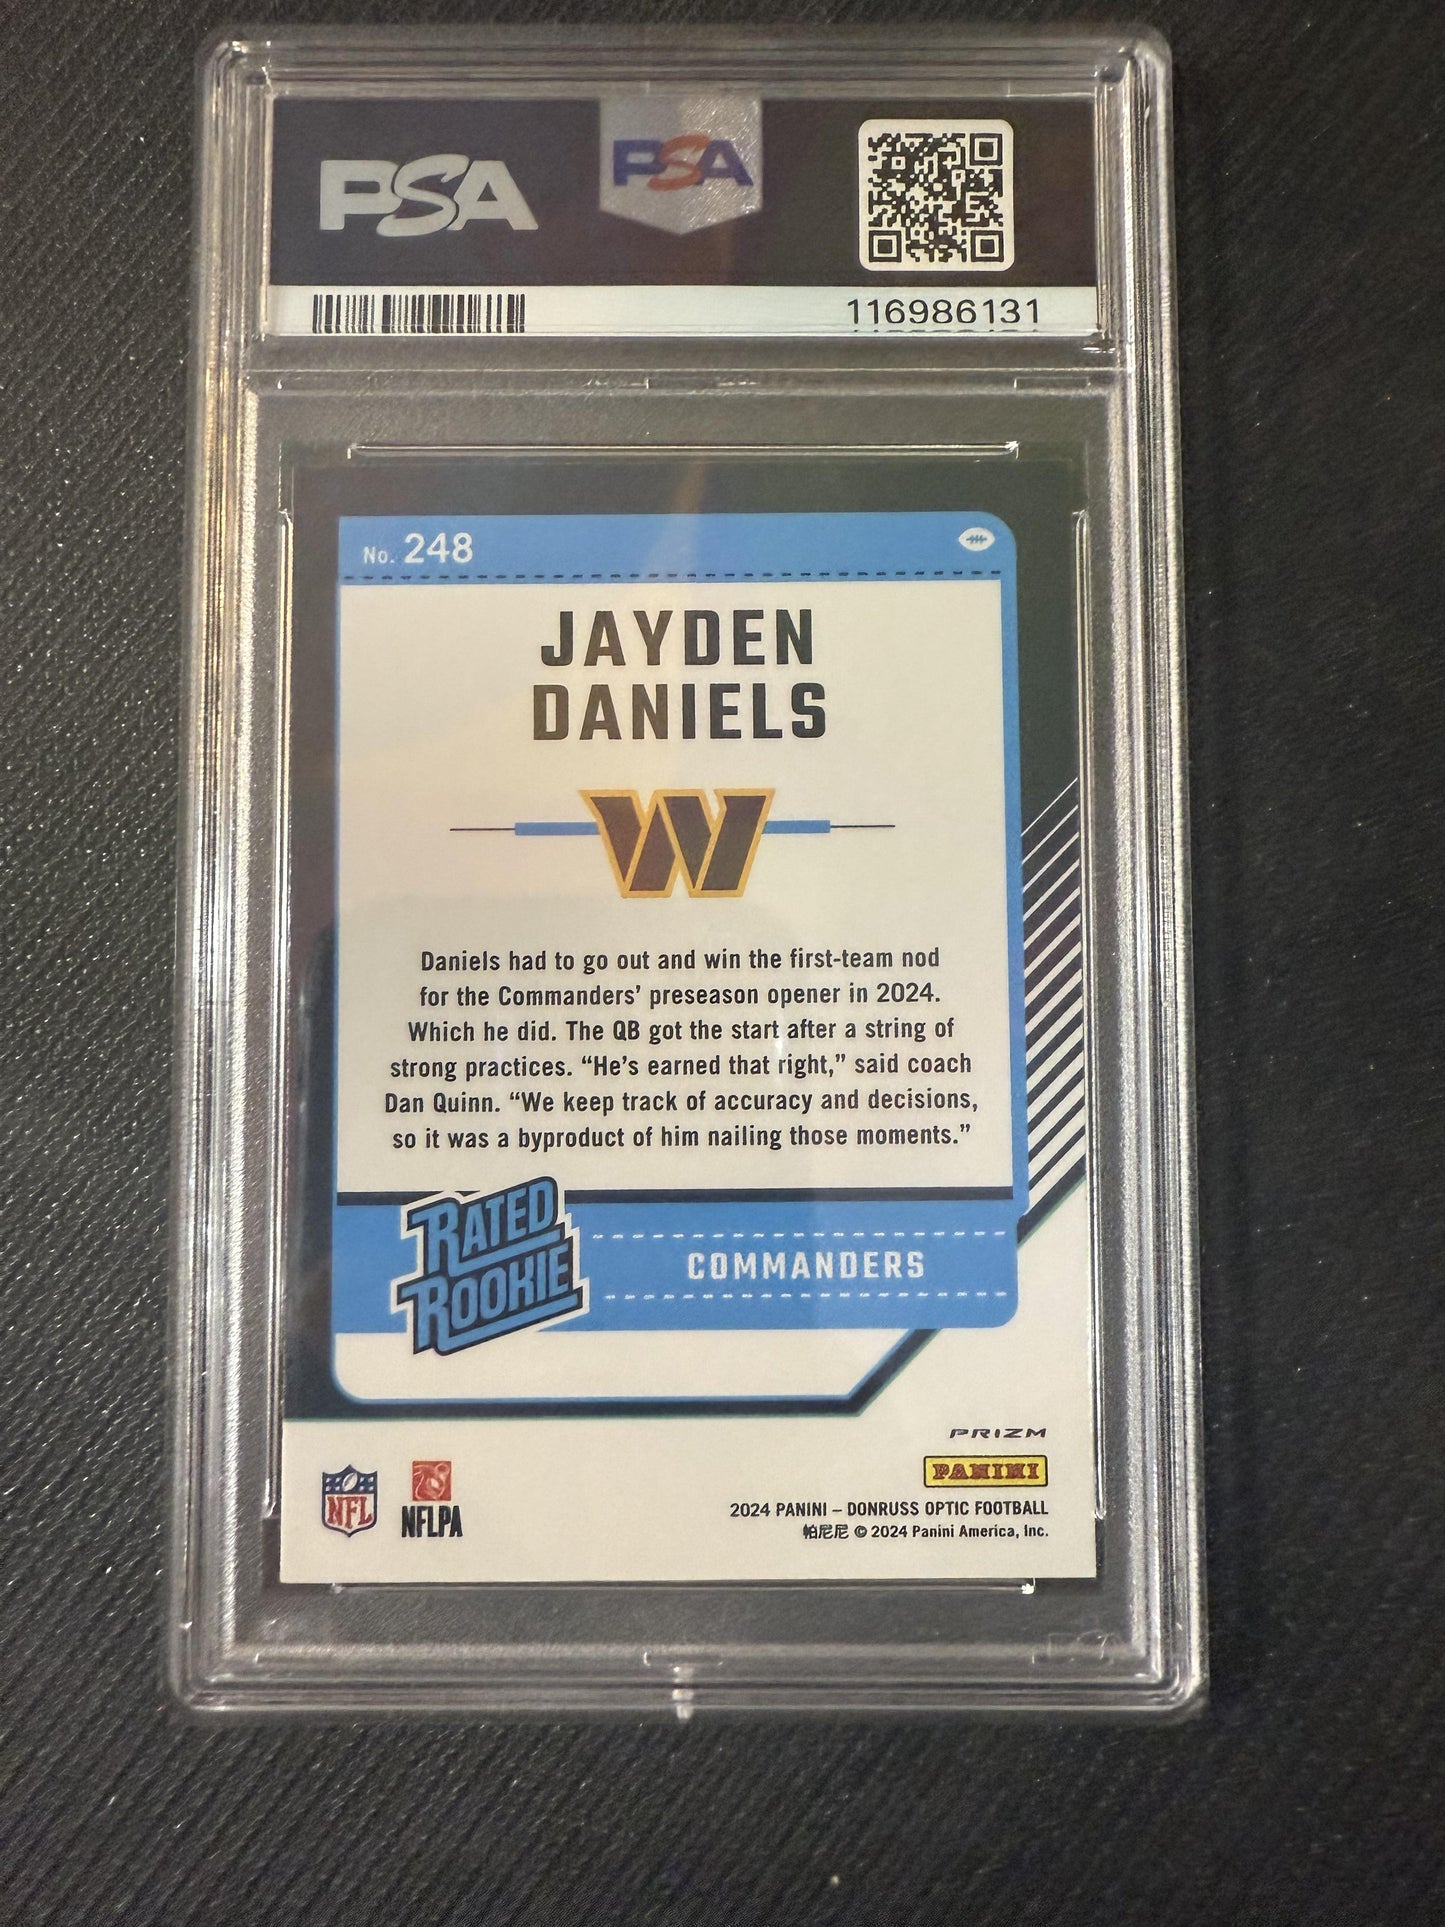 PSA
PSA
116986131
No. 248
JAYDEN
DANIELS
W
Daniels had to go out and win the first-team nod
for the Commanders’ preseason opener in 2024.
Which he did. The QB got the start after a string of
strong practices. “He’s earned that right,” said coach
Dan Quinn. “We keep track of accuracy and decisions,
so it was a byproduct of him nailing those moments.”
RATED
ROOKIE
COMMANDERS
PRIZM
PANINI
NFL
NFLPA
2024 PANINI – DONRUSS OPTIC FOOTBALL
帕尼尼 © 2024 Panini America, Inc.